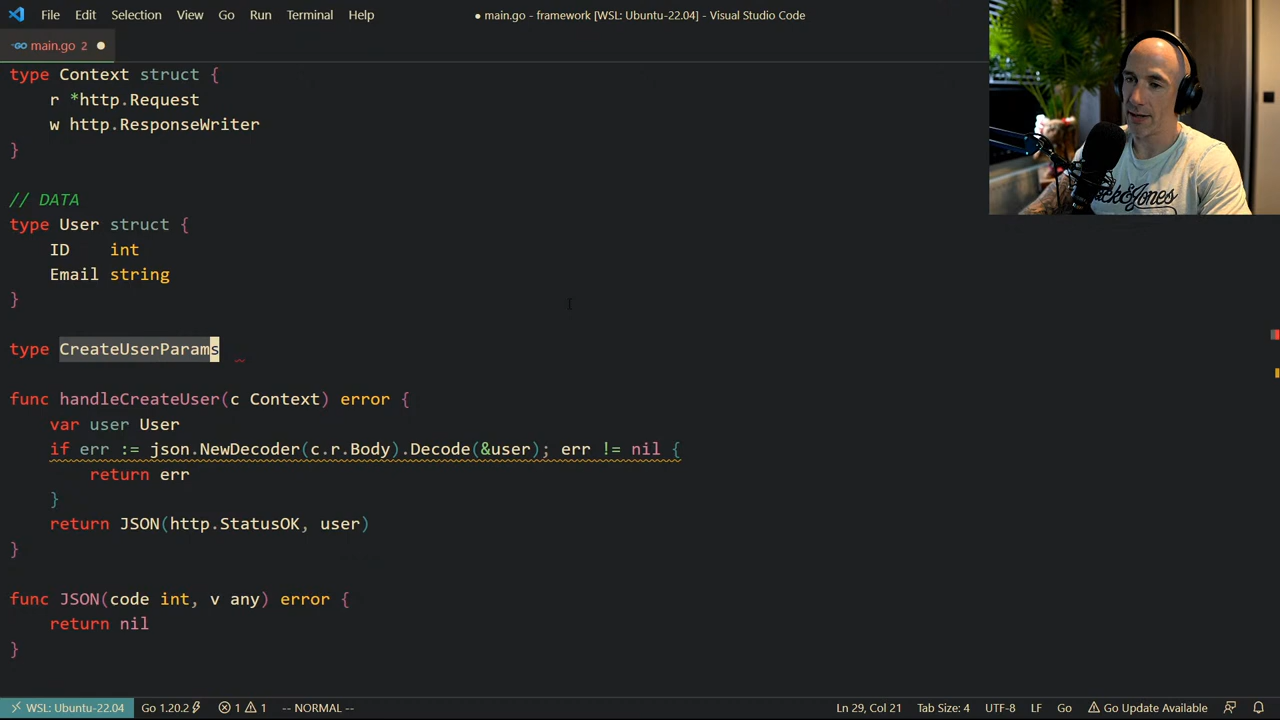 File Edit Selection View Go Run Terminal Help ● main.go - framework [WSL: Ubuntu-22.04] - Visual Studio Code
main.go 2 ●
type Context struct {
    r *http.Request
    w http.ResponseWriter
}
// DATA
type User struct {
    ID    int
    Email string
}
type CreateUserParams
func handleCreateUser(c Context) error {
    var user User
    if err := json.NewDecoder(c.r.Body).Decode(&user); err != nil {
        return err
    }
    return JSON(http.StatusOK, user)
}
func JSON(code int, v any) error {
    return nil
}
WSL: Ubuntu-22.04 Go 1.20.2 1 1 -- NORMAL -- Ln 29, Col 21 Tab Size: 4 UTF-8 LF Go Go Update Available